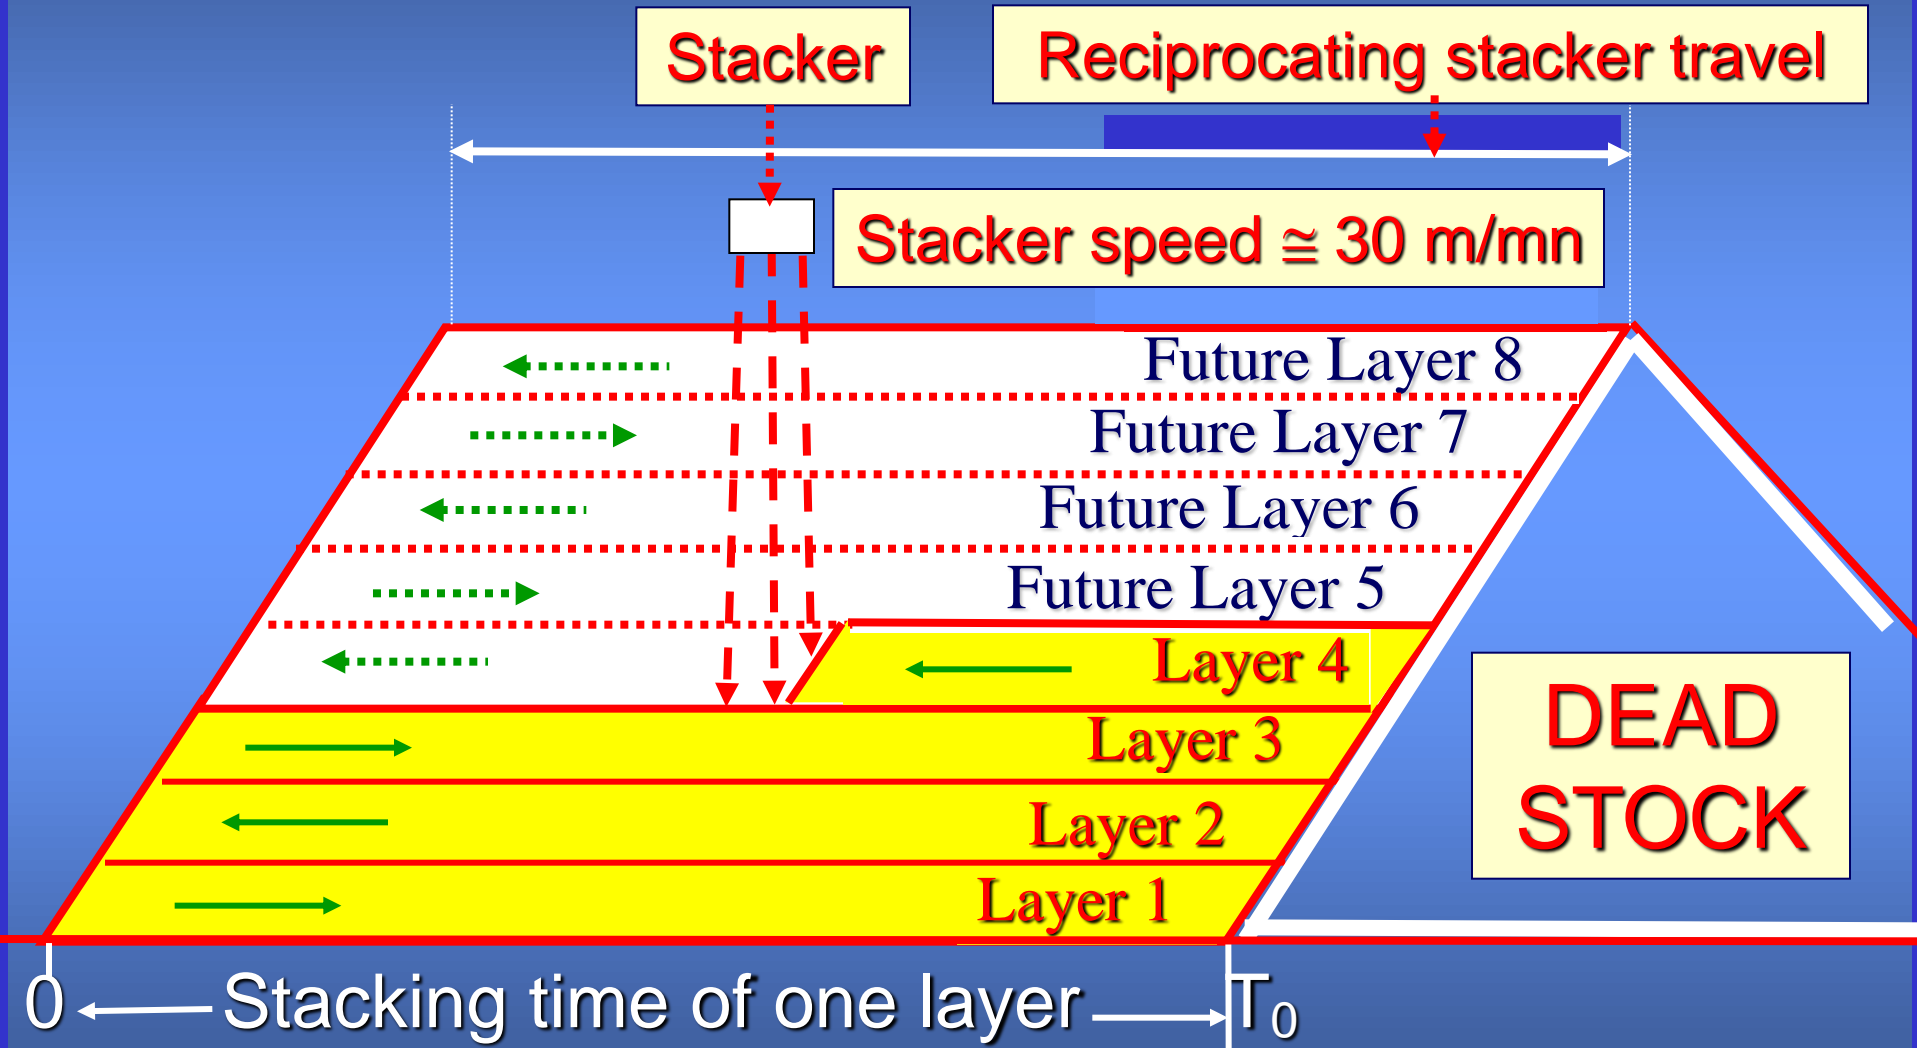 Stacker
Reciprocating stacker travel
Stacker speed ≅ 30 m/mn
Future Layer 8
Future Layer 7
Future Layer 6
Future Layer 5
Layer 4
Layer 3
Layer 2
Layer 1
DEAD
STOCK
0 Stacking time of one layer T₀